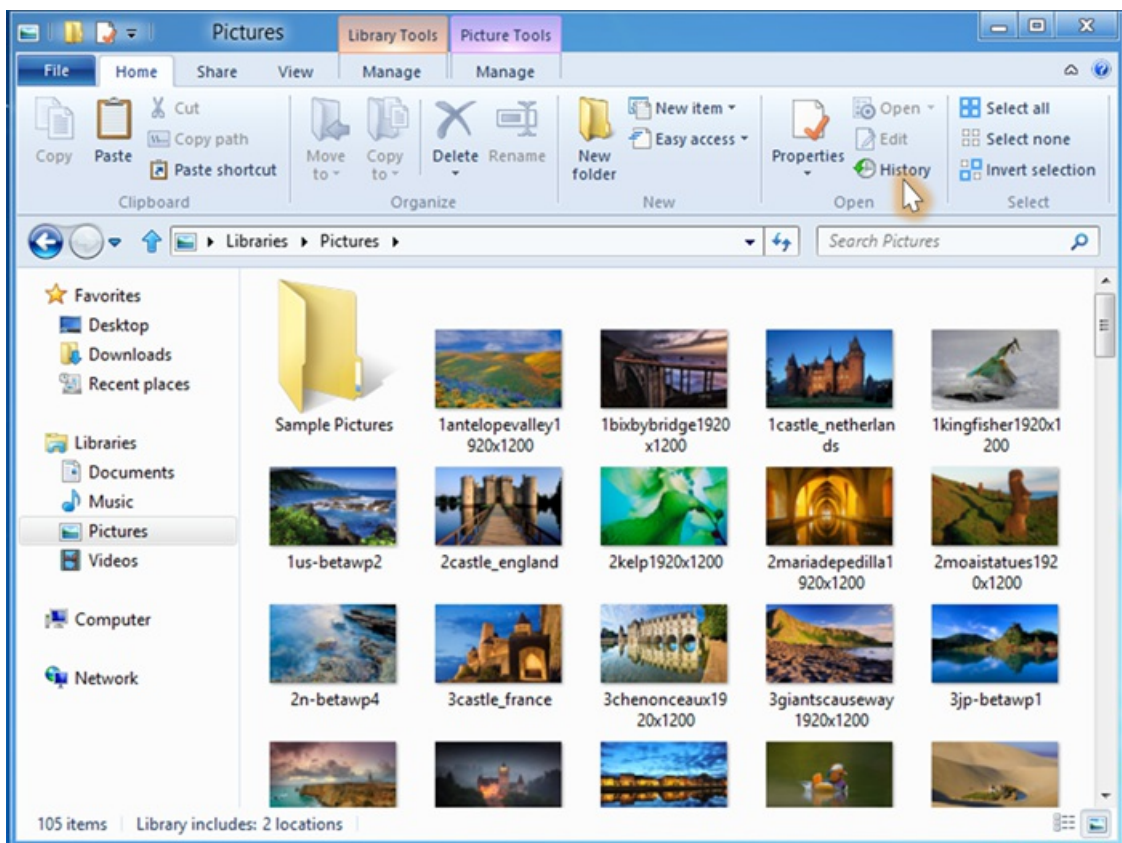 Pictures
Library Tools
Picture Tools
File
Home
Share
View
Manage
Manage
Copy
Paste
Cut
Copy path
Paste shortcut
Clipboard
Move
to
Copy
to
Delete
Rename
Organize
New
folder
New item
Easy access
New
Properties
Open
Edit
History
Open
Select all
Select none
Invert selection
Select
Libraries
Pictures
Search Pictures
Favorites
Desktop
Downloads
Recent places
Libraries
Documents
Music
Pictures
Videos
Computer
Network
Sample Pictures
1antelopevalley1
920x1200
1bixbybridge1920
x1200
1castle_netherlan
ds
1kingfisher1920x1
200
1us-betawp2
2castle_england
2kelp1920x1200
2mariadepedilla1
920x1200
2moaistatues192
0x1200
2n-betawp4
3castle_france
3chenonceaux19
20x1200
3giantscauseway
1920x1200
3jp-betawp1
105 items
Library includes: 2 locations